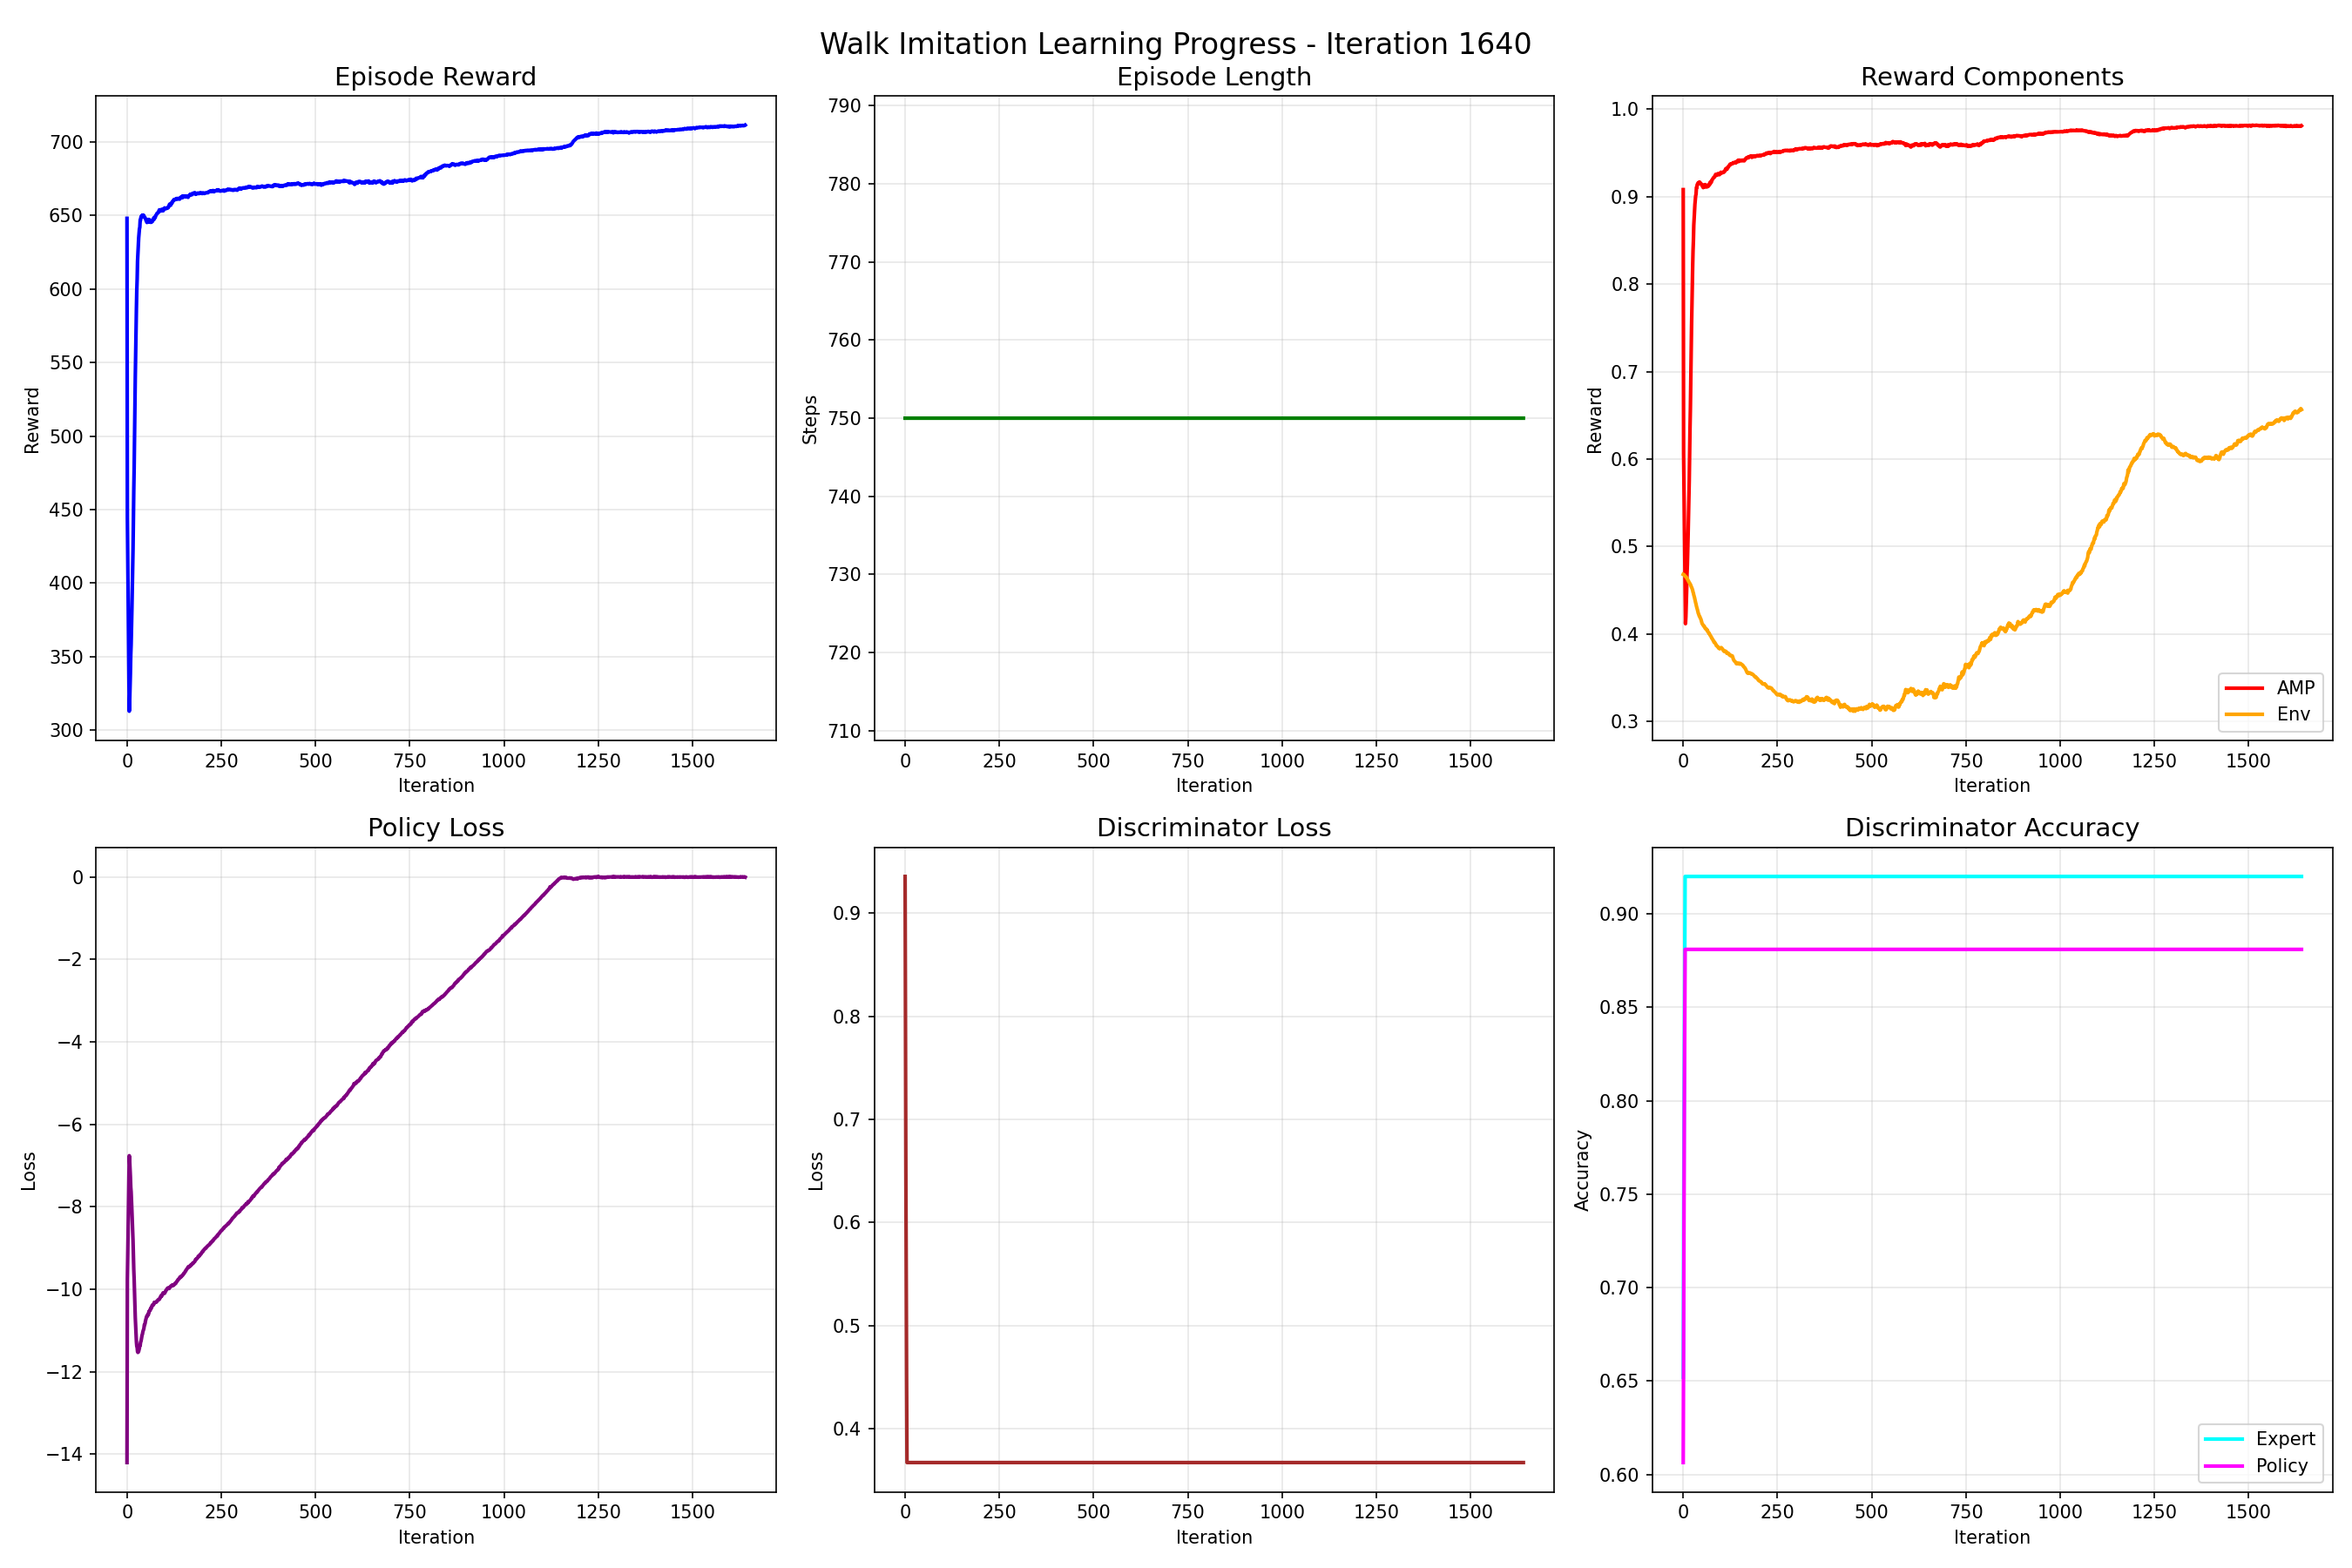 Walk Imitation Learning Progress - Iteration 1640
Episode Reward
Reward
700
650
600
550
500
450
400
350
300
0 250 500 750 1000 1250 1500
Iteration
Episode Length
Steps
790
780
770
760
750
740
730
720
710
0 250 500 750 1000 1250 1500
Iteration
Reward Components
Reward
1.0
0.9
0.8
0.7
0.6
0.5
0.4
0.3
AMP
Env
0 250 500 750 1000 1250 1500
Iteration
Policy Loss
Loss
0
−2
−4
−6
−8
−10
−12
−14
0 250 500 750 1000 1250 1500
Iteration
Discriminator Loss
Loss
0.9
0.8
0.7
0.6
0.5
0.4
0 250 500 750 1000 1250 1500
Iteration
Discriminator Accuracy
Accuracy
0.90
0.85
0.80
0.75
0.70
0.65
0.60
Expert
Policy
0 250 500 750 1000 1250 1500
Iteration